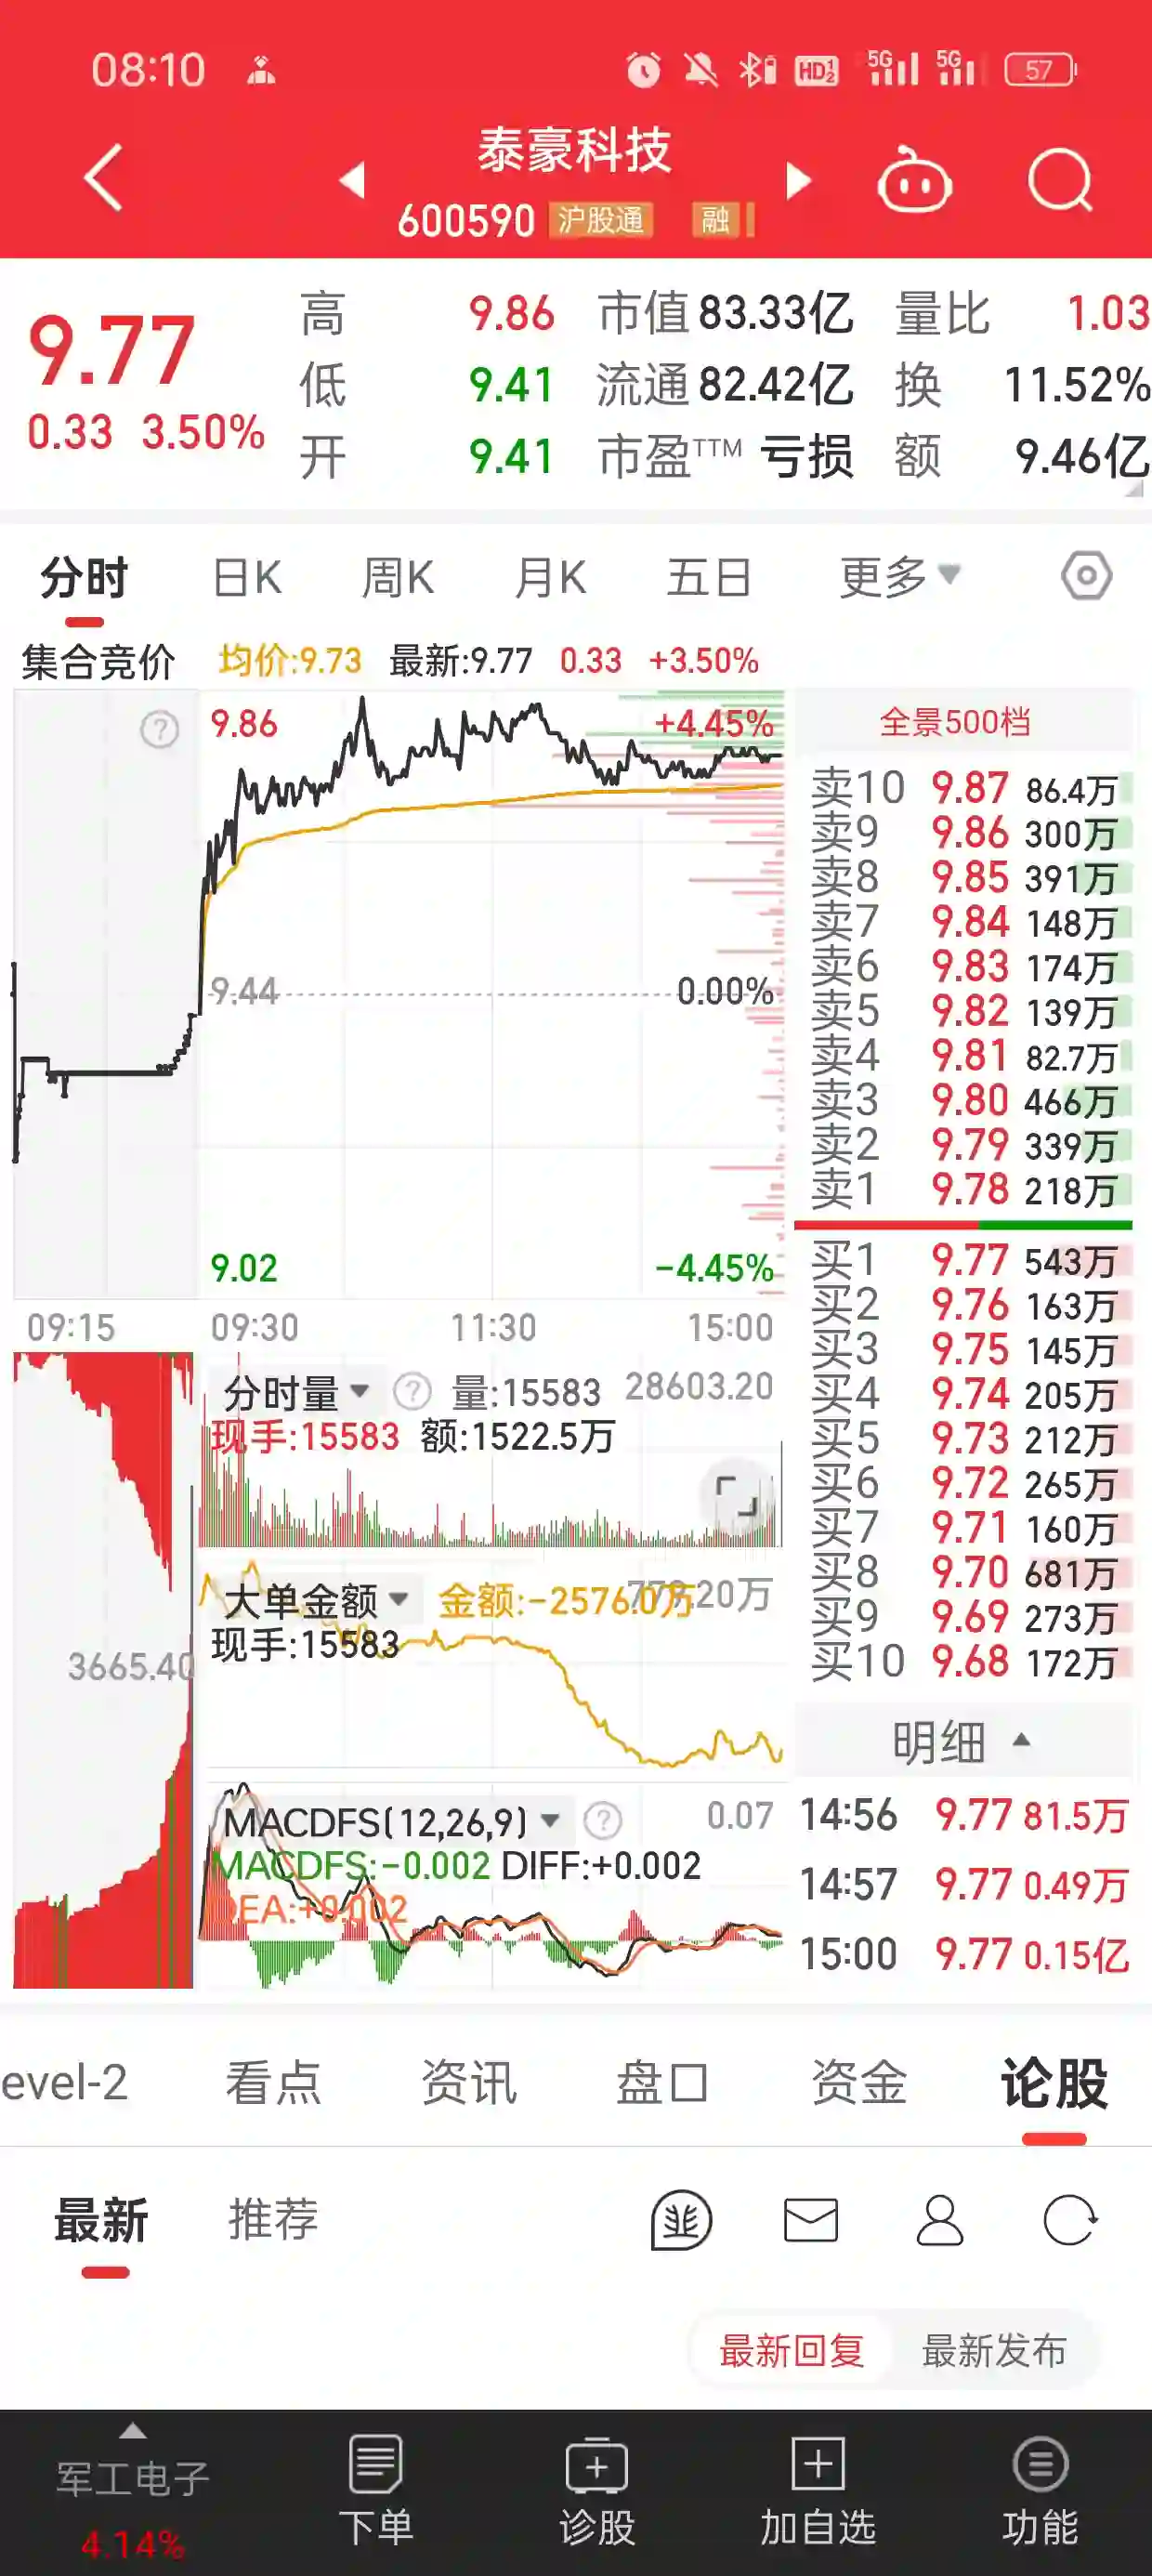 08:10 HD 1 2 5G 5G 57
泰豪科技
600590 沪股通 融
9.77
0.33 3.50%
高 9.86 市值 83.33亿 量比 1.03
低 9.41 流通 82.42亿 换 11.52%
开 9.41 市盈TTM 亏损 额 9.46亿
分时 日K 周K 月K 五日 更多
集合竞价 均价:9.73 最新:9.77 0.33 +3.50%
9.86 +4.45%
9.44 0.00%
9.02 -4.45%
09:15 09:30 11:30 15:00
全景500档
卖10 9.87 86.4万
卖9 9.86 300万
卖8 9.85 391万
卖7 9.84 148万
卖6 9.83 174万
卖5 9.82 139万
卖4 9.81 82.7万
卖3 9.80 466万
卖2 9.79 339万
卖1 9.78 218万
买1 9.77 543万
买2 9.76 163万
买3 9.75 145万
买4 9.74 205万
买5 9.73 212万
买6 9.72 265万
买7 9.71 160万
买8 9.70 681万
买9 9.69 273万
买10 9.68 172万
分时量 量:15583 28603.20
现手:15583 额:1522.5万
大单金额 金额:-2576.0万
现手:15583
3665.40
MACDFS(12,26,9) 0.07
MACDFS:-0.002 DIFF:+0.002
DEA:+0.002
明细
14:56 9.77 81.5万
14:57 9.77 0.49万
15:00 9.77 0.15亿
evel-2 看点 资讯 盘口 资金 论股
最新 推荐
最新回复 最新发布
军工电子
4.14%
下单 诊股 加自选 功能